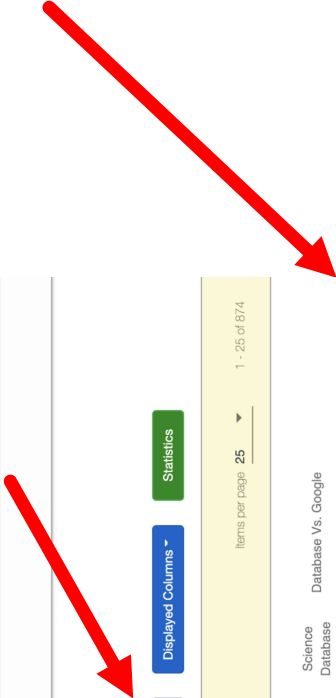 Displayed Columns
Statistics
Items per page 25
1 - 25 of 874
Science
Database
Database Vs. Google